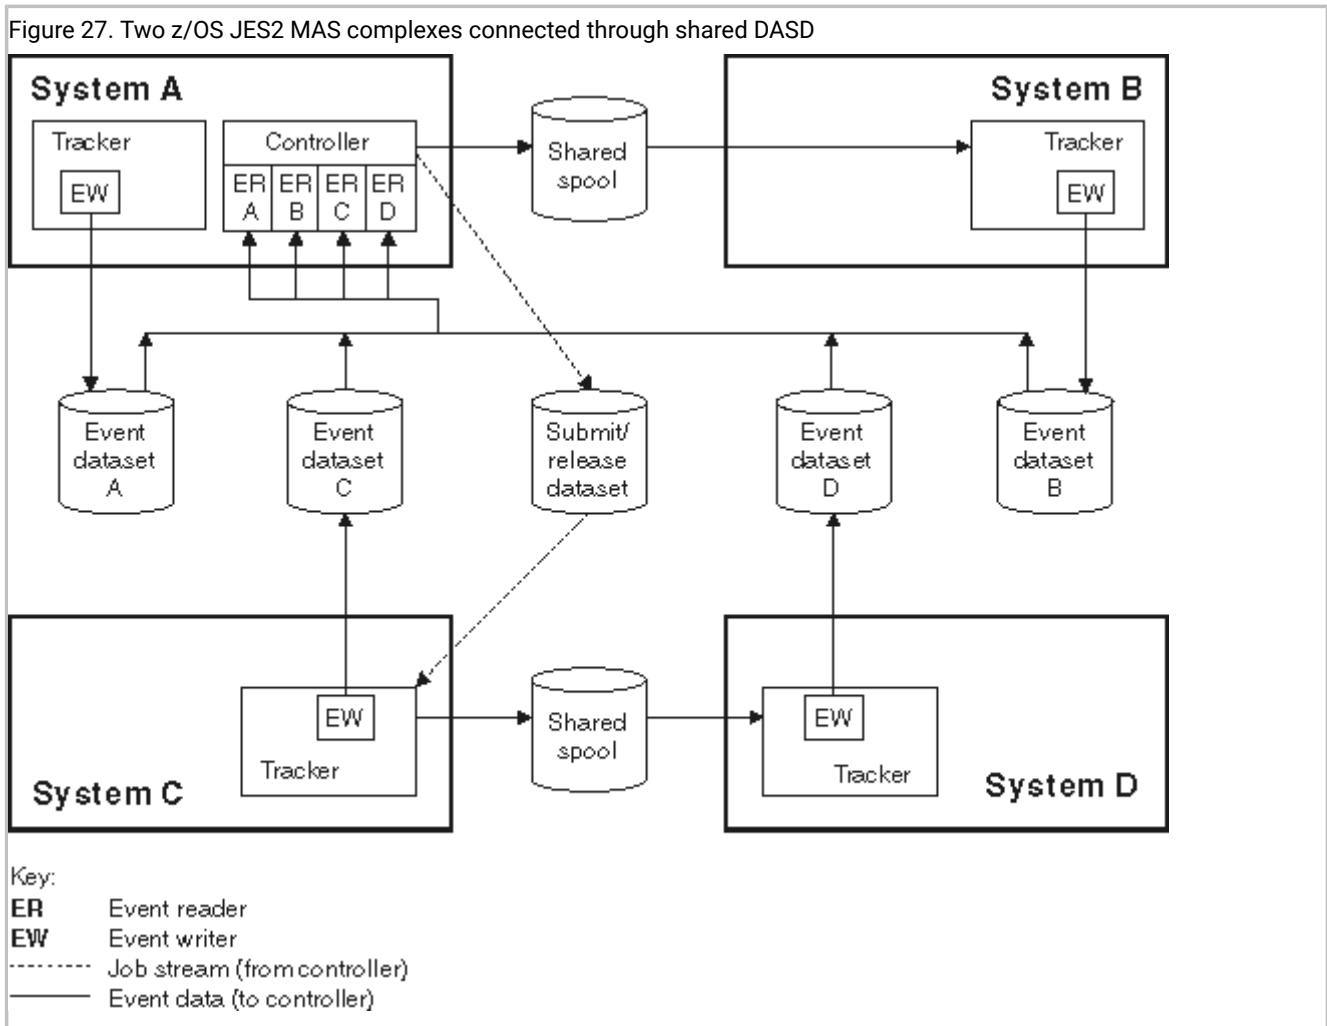 Figure 27. Two z/OS JES2 MAS complexes connected through shared DASD
System A
System B
Tracker
EW
Controller
ER
A
ER
B
ER
C
ER
D
Shared
spool
Tracker
EW
Event
dataset
A
Event
dataset
C
Submit/
release
dataset
Event
dataset
D
Event
dataset
B
EW
Tracker
System C
Shared
spool
EW
Tracker
System D
Key:
ER Event reader
EW Event writer
Job stream (from controller)
Event data (to controller)